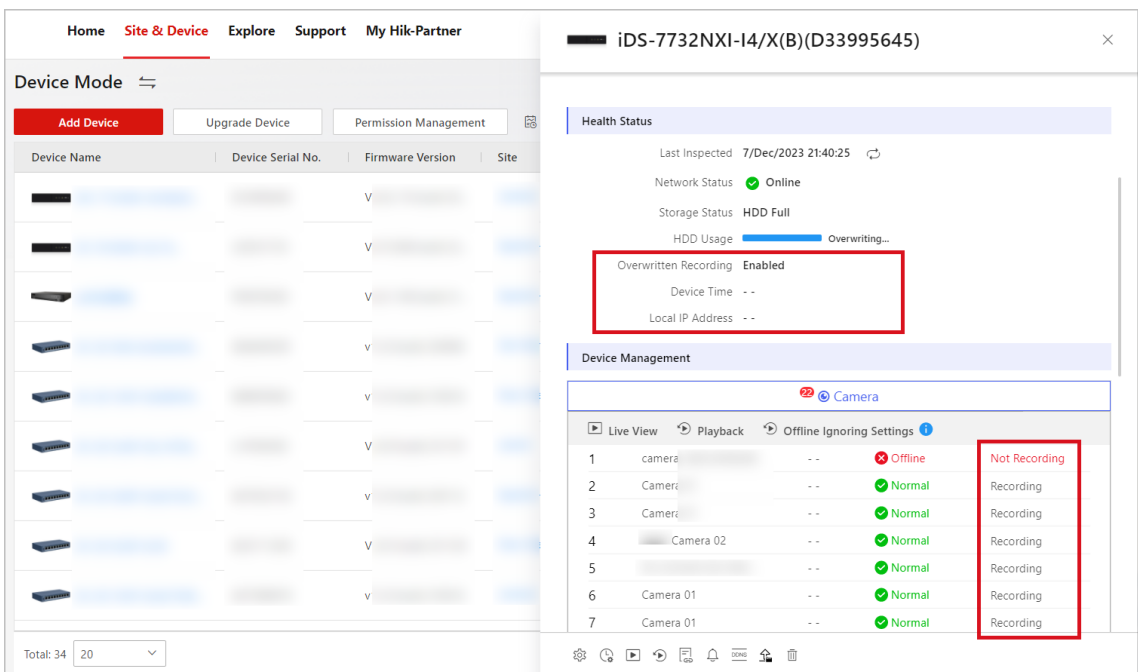 Home Site & Device Explore Support My Hik-Partner
Device Mode
Add Device Upgrade Device Permission Management
Device Name Device Serial No. Firmware Version Site
V
V
V
v
v
V
v
V
v
Total: 34 20
iDS-7732NXI-I4/X(B)(D33995645)
Health Status
Last Inspected 7/Dec/2023 21:40:25
Network Status Online
Storage Status HDD Full
HDD Usage Overwriting...
Overwritten Recording Enabled
Device Time - -
Local IP Address - -
Device Management
22 Camera
Live View Playback Offline Ignoring Settings
1 camera - - Offline Not Recording
2 Camera - - Normal Recording
3 Camera - - Normal Recording
4 Camera 02 - - Normal Recording
5 - - Normal Recording
6 Camera 01 - - Normal Recording
7 Camera 01 - - Normal Recording